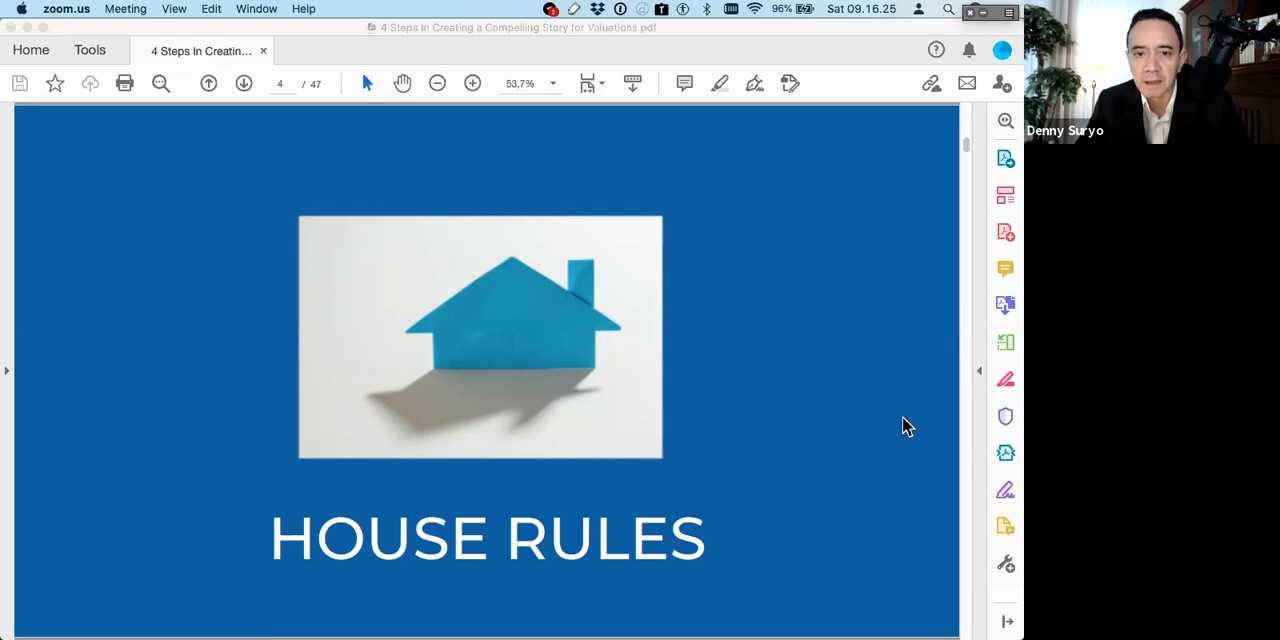 zoom.us Meeting View Edit Window Help 2 96% Sat 09.16.25
4 Steps In Creating a Compelling Story for Valuations.pdf
Home Tools 4 Steps In Creatin... ×
4 / 47 53,7%
Denny Suryo
HOUSE RULES